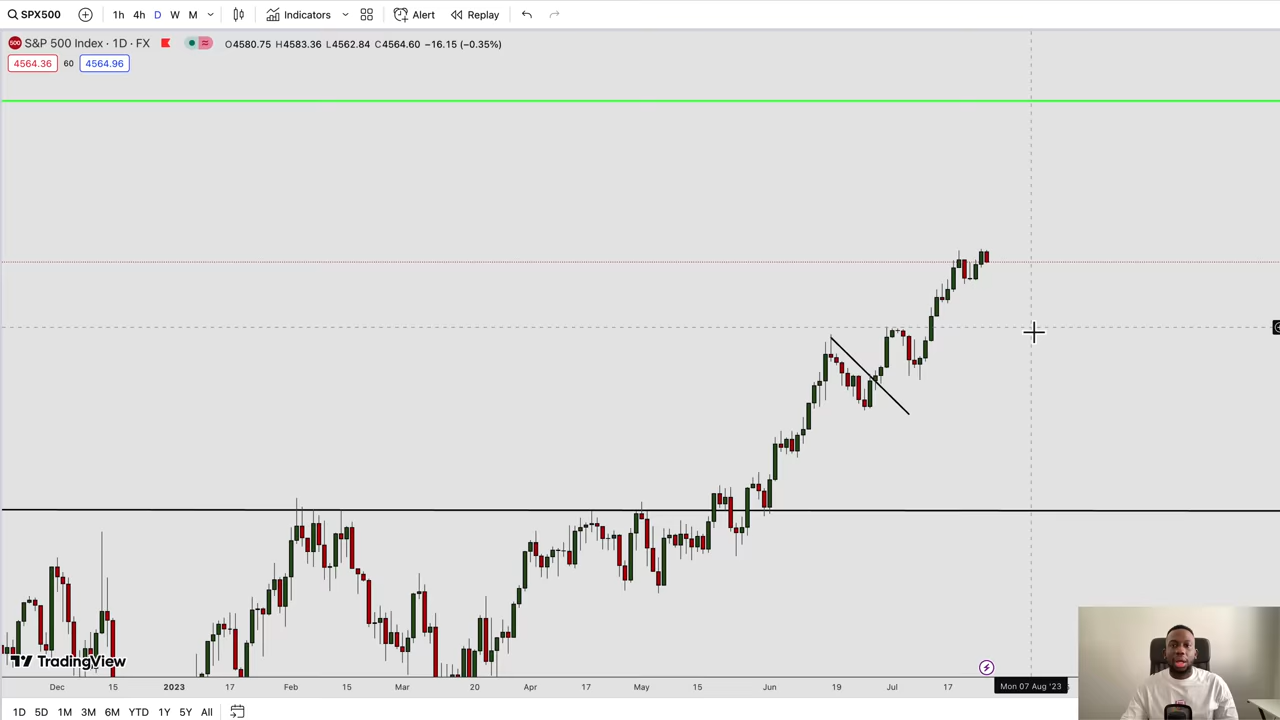 SPX500 1h 4h D W M Indicators Alert Replay
S&P 500 Index · 1D · FX O4580.75 H4583.36 L4562.84 C4564.60 −16.15 (−0.35%)
4564.36 60 4564.96
TradingView
Dec 15 2023 17 Feb Mar 20 Apr 17 May 15 Jun 19 Jul 17 Mon 07 Aug '23
1D 5D 1M 3M 6M YTD 1Y 5Y All